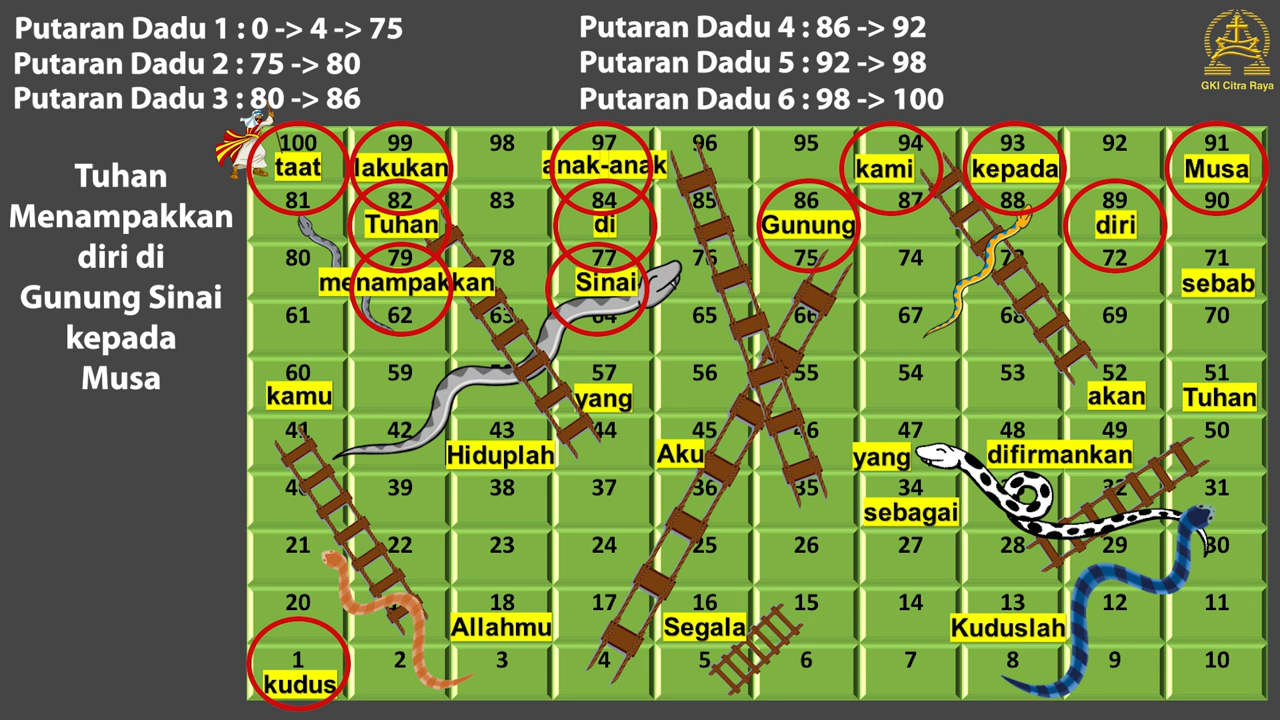 Putaran Dadu 1 : 0 -> 4 -> 75
Putaran Dadu 2 : 75 -> 80
Putaran Dadu 3 : 80 -> 86
Putaran Dadu 4 : 86 -> 92
Putaran Dadu 5 : 92 -> 98
Putaran Dadu 6 : 98 -> 100
GKI Citra Raya
Tuhan
Menampakkan
diri di
Gunung Sinai
kepada
Musa
100 99 98 97 96 95 94 93 92 91
taat lakukan anak-anak kami kepada Musa
81 82 83 84 85 86 87 88 89 90
Tuhan di Gunung diri
80 79 78 77 76 75 74 73 72 71
menampakkan Sinai sebab
61 62 63 64 65 66 67 68 69 70
60 59 57 56 55 54 53 52 51
kamu yang akan Tuhan
41 42 43 44 45 46 47 48 49 50
Hiduplah Aku yang difirmankan
40 39 38 37 36 35 34 32 31
sebagai
21 22 23 24 25 26 27 28 29 30
20 18 17 16 15 14 13 12 11
Allahmu Segala Kuduslah
1 2 3 4 5 6 7 8 9 10
kudus